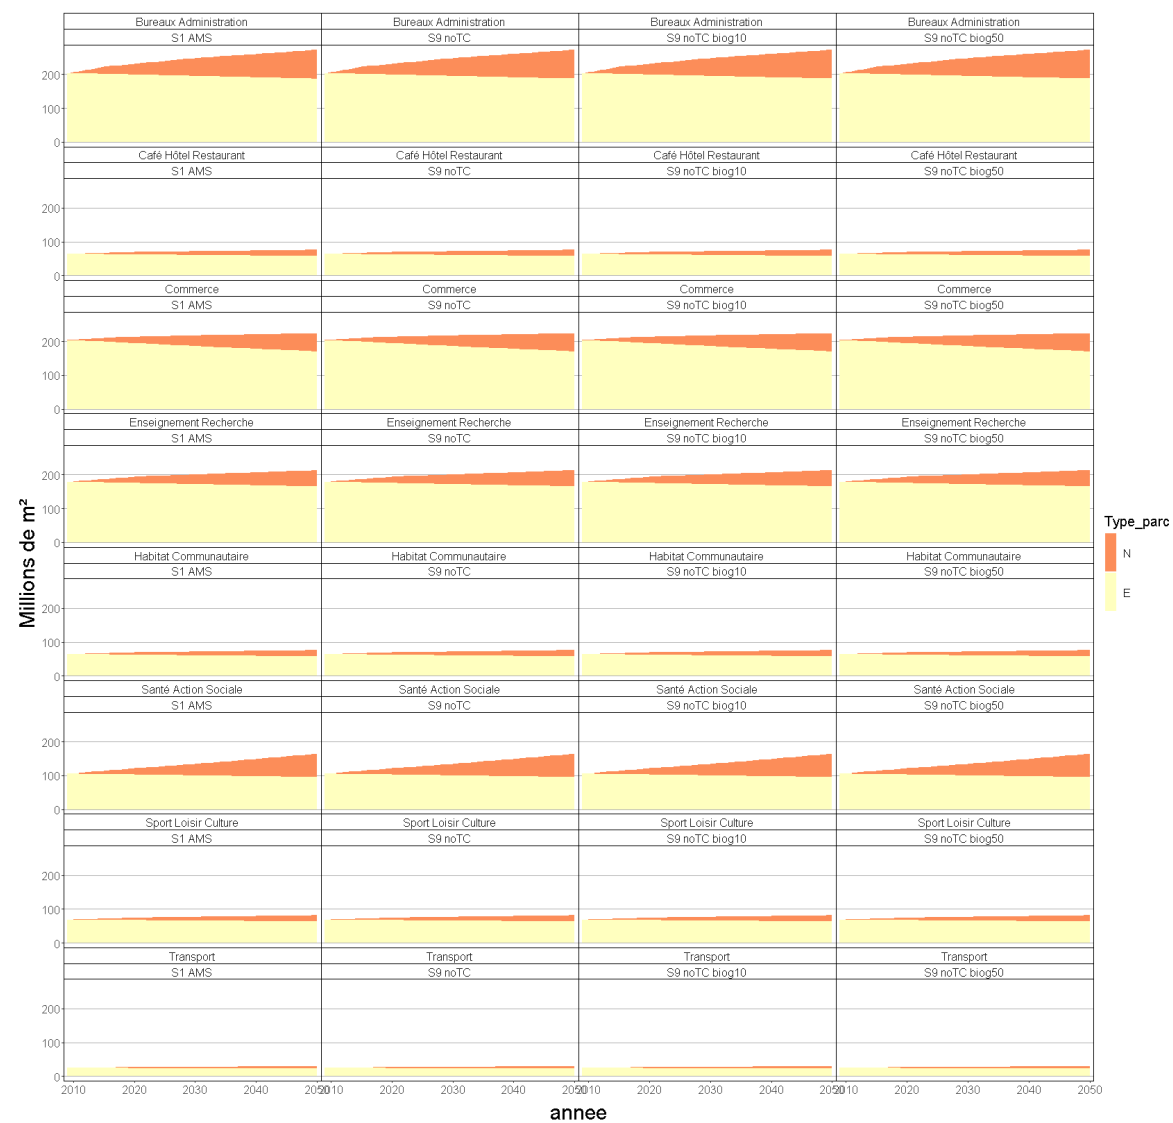 Bureaux Administration Bureaux Administration Bureaux Administration Bureaux Administration
S1 AMS S9 noTC S9 noTC biog10 S9 noTC biog50
200
100
0
Café Hôtel Restaurant Café Hôtel Restaurant Café Hôtel Restaurant Café Hôtel Restaurant
S1 AMS S9 noTC S9 noTC biog10 S9 noTC biog50
200
100
0
Commerce Commerce Commerce Commerce
S1 AMS S9 noTC S9 noTC biog10 S9 noTC biog50
200
100
0
Enseignement Recherche Enseignement Recherche Enseignement Recherche Enseignement Recherche
S1 AMS S9 noTC S9 noTC biog10 S9 noTC biog50
200
100
0
Habitat Communautaire Habitat Communautaire Habitat Communautaire Habitat Communautaire
S1 AMS S9 noTC S9 noTC biog10 S9 noTC biog50
200
100
0
Santé Action Sociale Santé Action Sociale Santé Action Sociale Santé Action Sociale
S1 AMS S9 noTC S9 noTC biog10 S9 noTC biog50
200
100
0
Sport Loisir Culture Sport Loisir Culture Sport Loisir Culture Sport Loisir Culture
S1 AMS S9 noTC S9 noTC biog10 S9 noTC biog50
200
100
0
Transport Transport Transport Transport
S1 AMS S9 noTC S9 noTC biog10 S9 noTC biog50
200
100
0
2010 2020 2030 2040 2050 2010 2020 2030 2040 2050 2010 2020 2030 2040 2050 2010 2020 2030 2040 2050
annee
Millions de m²
Type_parc
N
E